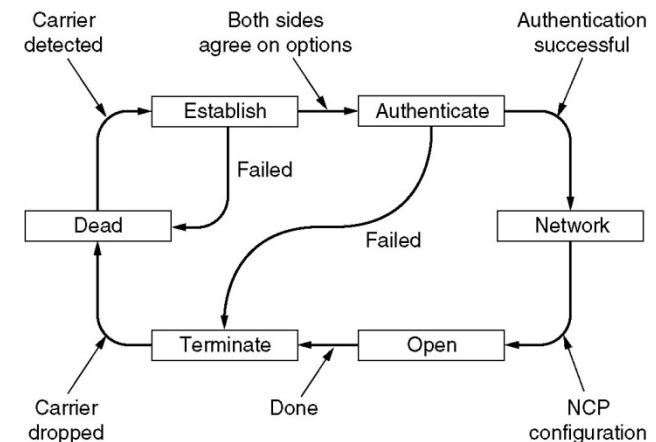 Carrier
detected
Both sides
agree on options
Authentication
successful
Establish
Authenticate
Failed
Dead
Failed
Network
Terminate
Open
Carrier
dropped
Done
NCP
configuration